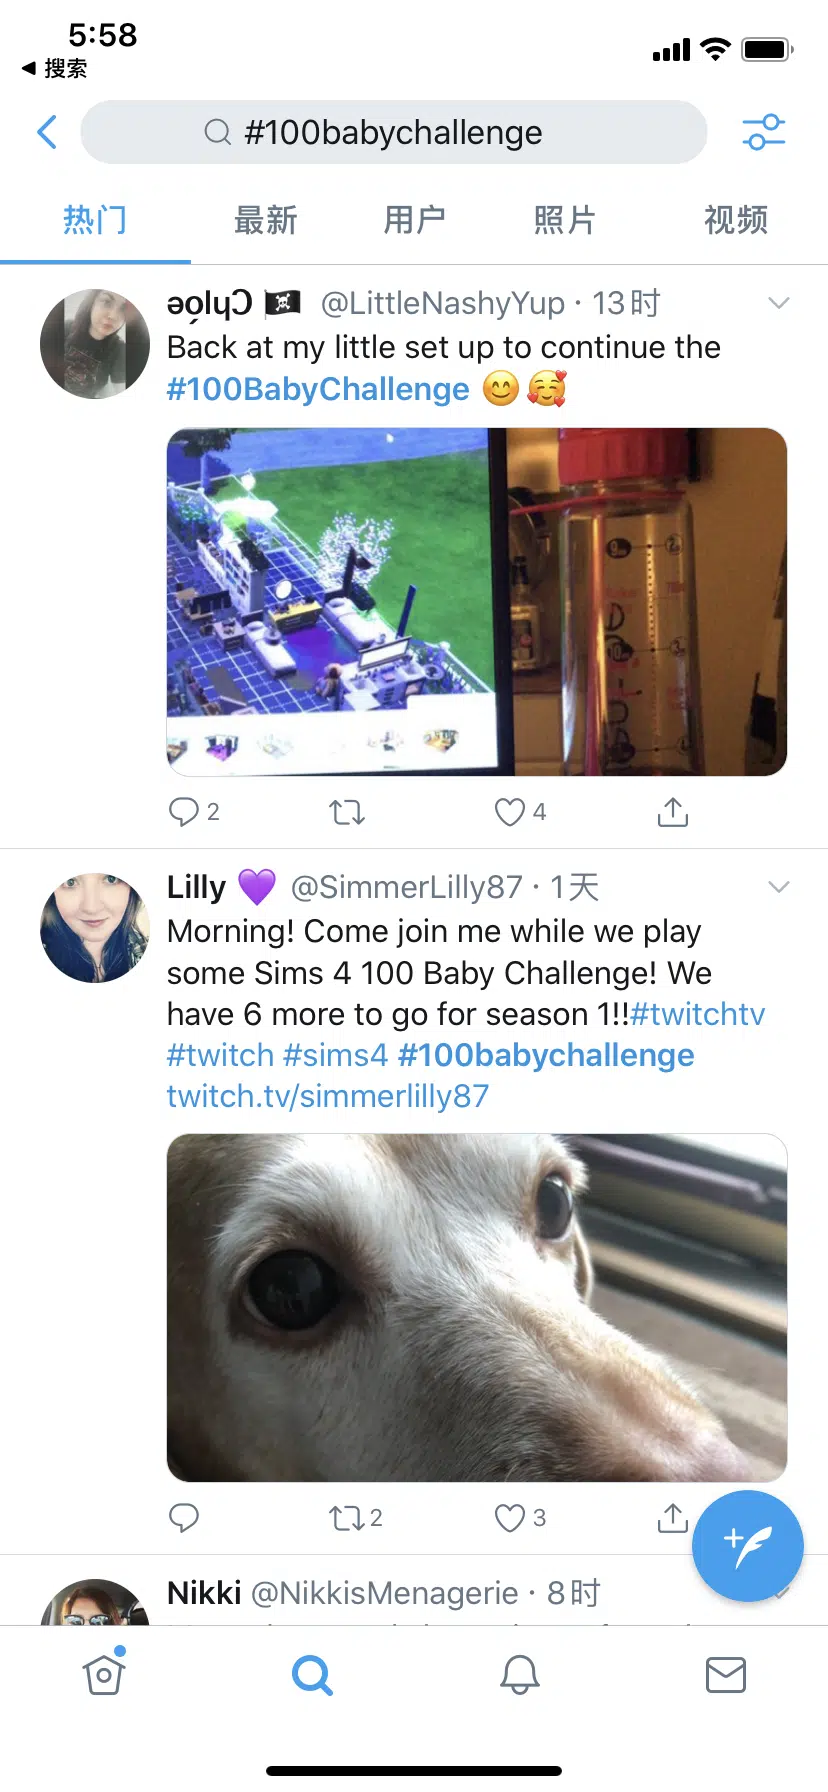 5:58
◀ 搜索
#100babychallenge
热门 最新 用户 照片 视频
@LittleNashyYup · 13时
Back at my little set up to continue the
#100BabyChallenge 😊 🥰
2 4
Lilly 💜 @SimmerLilly87 · 1天
Morning! Come join me while we play
some Sims 4 100 Baby Challenge! We
have 6 more to go for season 1!!#twitchtv
#twitch #sims4 #100babychallenge
twitch.tv/simmerlilly87
2 3
Nikki @NikkisMenagerie · 8时